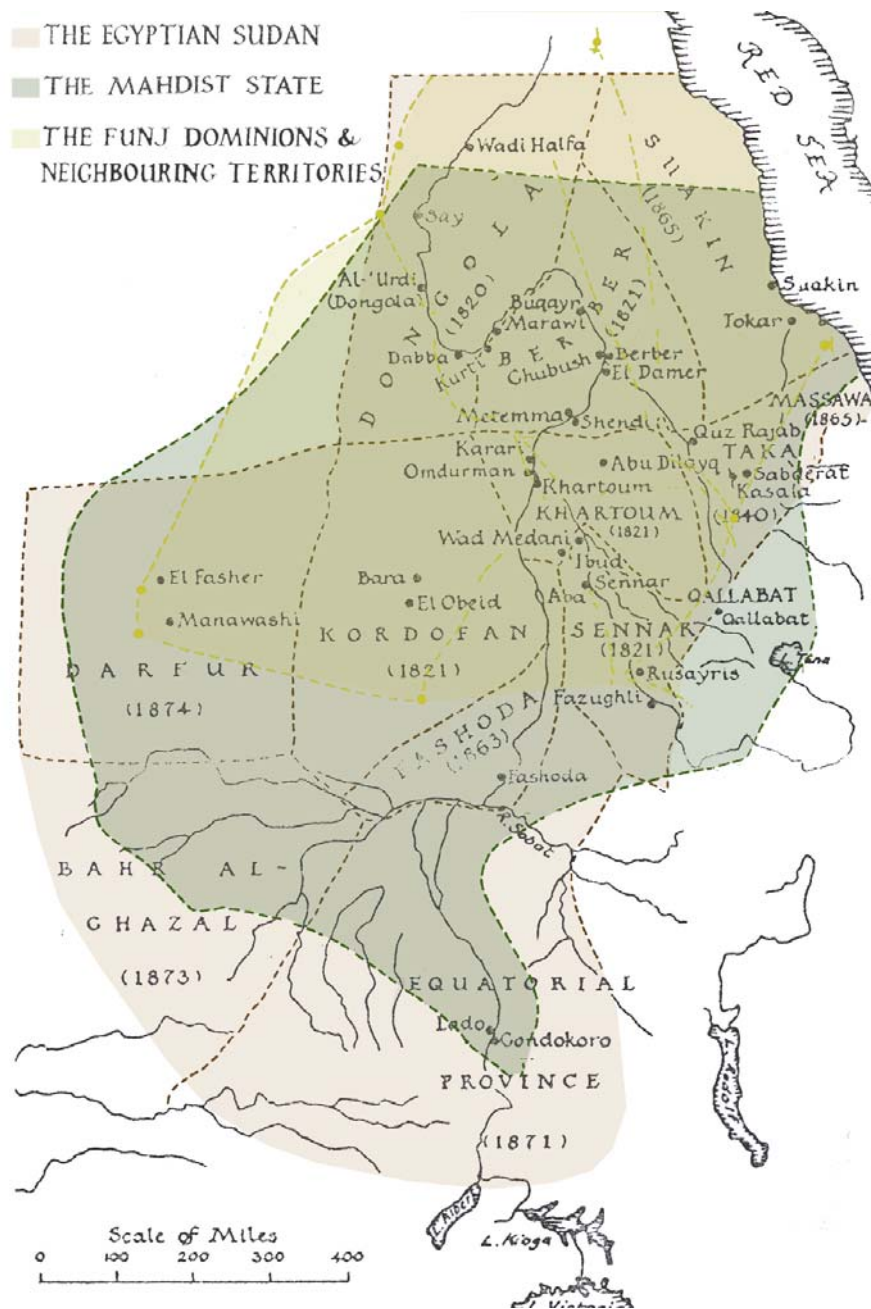 THE EGYPTIAN SUDAN
THE MAHDIST STATE
THE FUNJ DOMINIONS &
NEIGHBOURING TERRITORIES
RED SEA
Wadi Halfa
SUAKIN
(1865)
Say
DONGOLA
(1820)
Al-'Urdi
(Dongola)
BERBER
(1821)
Suakin
Buqayr
Marawi
Tokar
Dabba
Kurti
Ghubush
Berber
El Damer
MASSAWA
(1865)
Metemma
Shendi
Quz Rajab
TAKA
Karari
Omdurman
Abu Dilayq
Sabderat
Kasala
(1840)
Khartoum
KHARTOUM
(1821)
Wad Medani
Ibud
El Fasher
Bara
Sennar
Aba
QALLABAT
Qallabat
El Obeid
Manawashi
KORDOFAN
(1821)
SENNAR
(1821)
L. Tana
DARFUR
(1874)
Rusayris
Fazughli
FASHODA
(1863)
Fashoda
R. Sobat
BAHR AL-
GHAZAL
(1873)
EQUATORIAL
Lado
Gondokoro
PROVINCE
(1871)
L. Rudolf
L. Albert
L. Kioga
L. Victoria
Scale of Miles
0 100 200 300 400